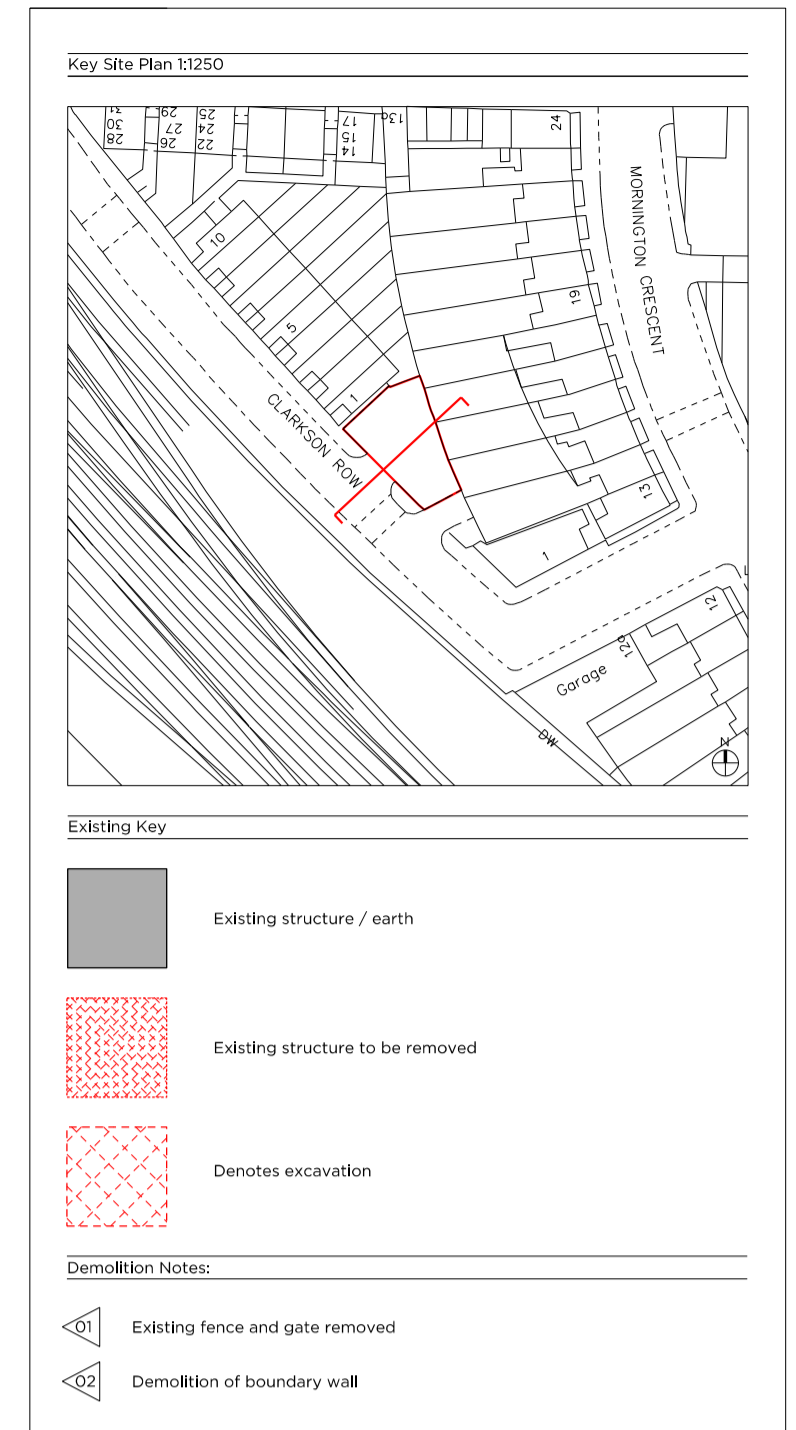 Key Site Plan 1:1250
31
30
28
29
27
26
25
24
22
17
15
14
13a
24
MORNINGTON CRESCENT
10
19
5
1
CLARKSON ROW
13
1
12
12a
Garage
DW
N
Existing Key
Existing structure / earth
Existing structure to be removed
Denotes excavation
Demolition Notes:
01 Existing fence and gate removed
02 Demolition of boundary wall